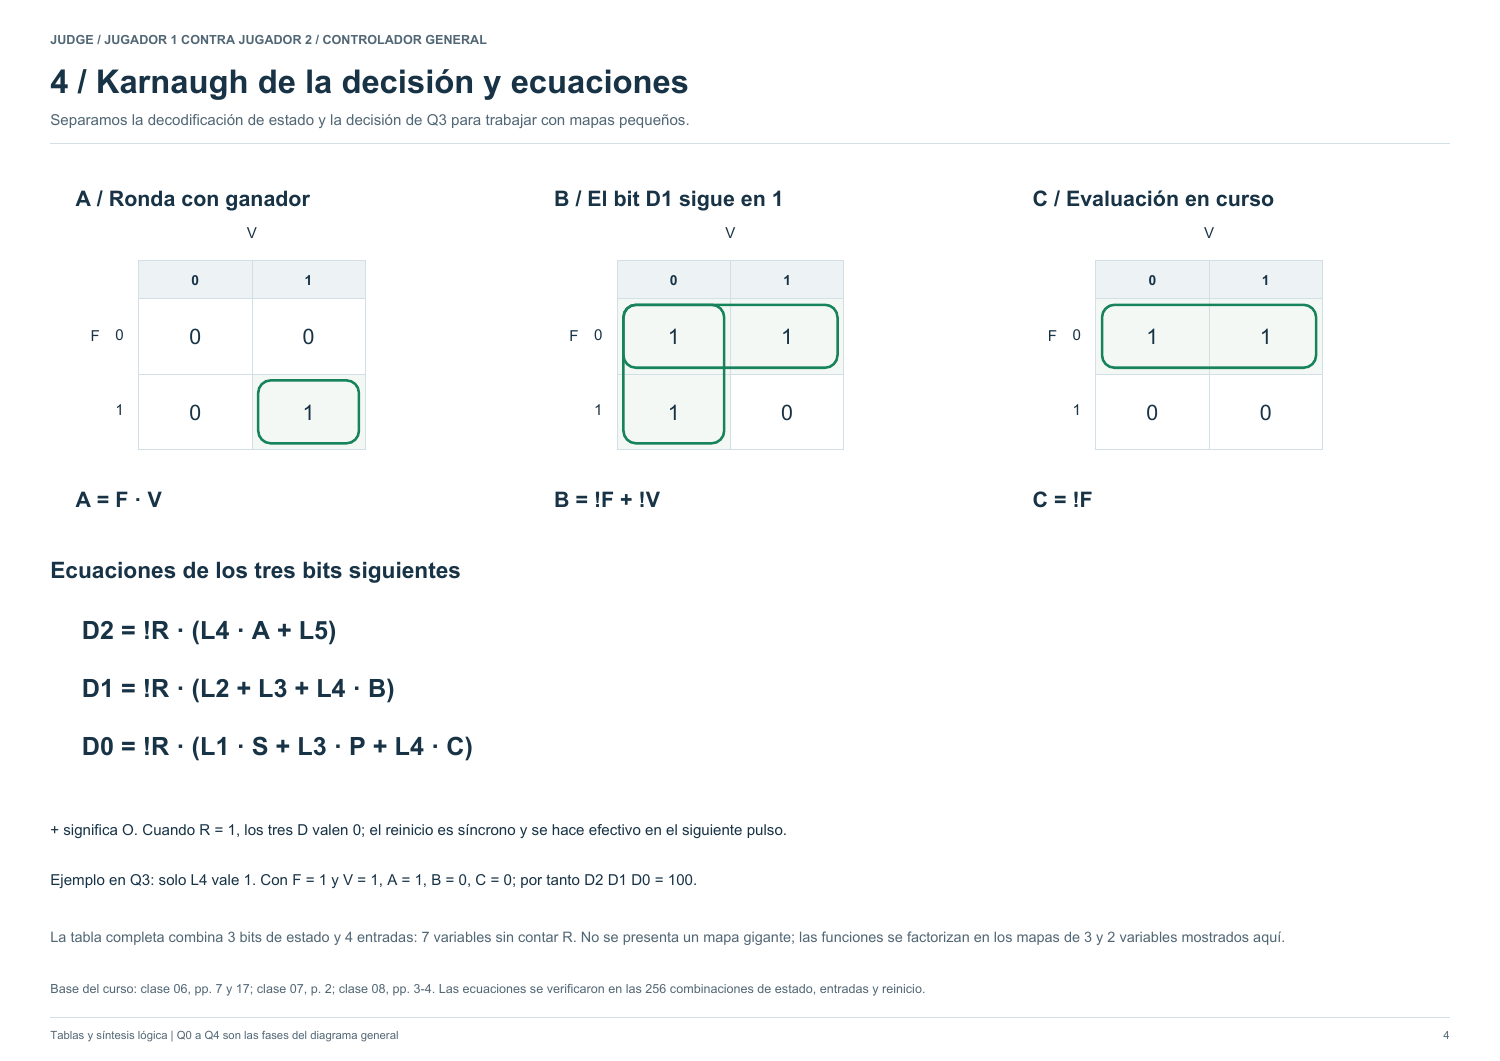 JUDGE / JUGADOR 1 CONTRA JUGADOR 2 / CONTROLADOR GENERAL
4 / Karnaugh de la decisión y ecuaciones
Separamos la decodificación de estado y la decisión de Q3 para trabajar con mapas pequeños.
A / Ronda con ganador
V
0 1
F 0 0 0
1 0 1
A = F · V
B / El bit D1 sigue en 1
V
0 1
F 0 1 1
1 1 0
B = !F + !V
C / Evaluación en curso
V
0 1
F 0 1 1
1 0 0
C = !F
Ecuaciones de los tres bits siguientes
D2 = !R · (L4 · A + L5)
D1 = !R · (L2 + L3 + L4 · B)
D0 = !R · (L1 · S + L3 · P + L4 · C)
+ significa O. Cuando R = 1, los tres D valen 0; el reinicio es síncrono y se hace efectivo en el siguiente pulso.
Ejemplo en Q3: solo L4 vale 1. Con F = 1 y V = 1, A = 1, B = 0, C = 0; por tanto D2 D1 D0 = 100.
La tabla completa combina 3 bits de estado y 4 entradas: 7 variables sin contar R. No se presenta un mapa gigante; las funciones se factorizan en los mapas de 3 y 2 variables mostrados aquí.
Base del curso: clase 06, pp. 7 y 17; clase 07, p. 2; clase 08, pp. 3-4. Las ecuaciones se verificaron en las 256 combinaciones de estado, entradas y reinicio.
Tablas y síntesis lógica | Q0 a Q4 son las fases del diagrama general
4